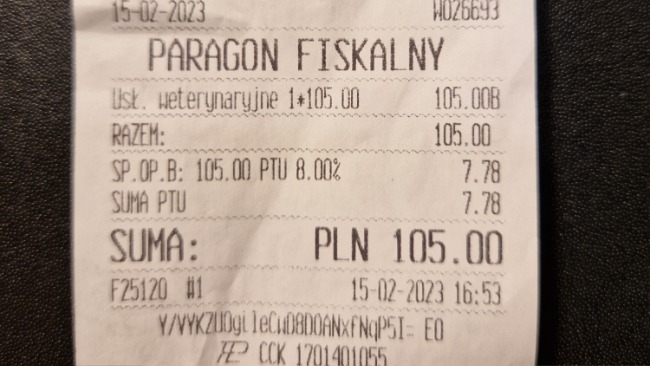 15-02-2023 W026693
PARAGON FISKALNY
Usł. weterynaryjne 1*105.00 105.00B
RAZEM: 105.00
SP.OP.B: 105.00 PTU 8.00% 7.78
SUMA PTU 7.78
SUMA: PLN 105.00
F25120 #1 15-02-2023 16:53
CCK 1701401055